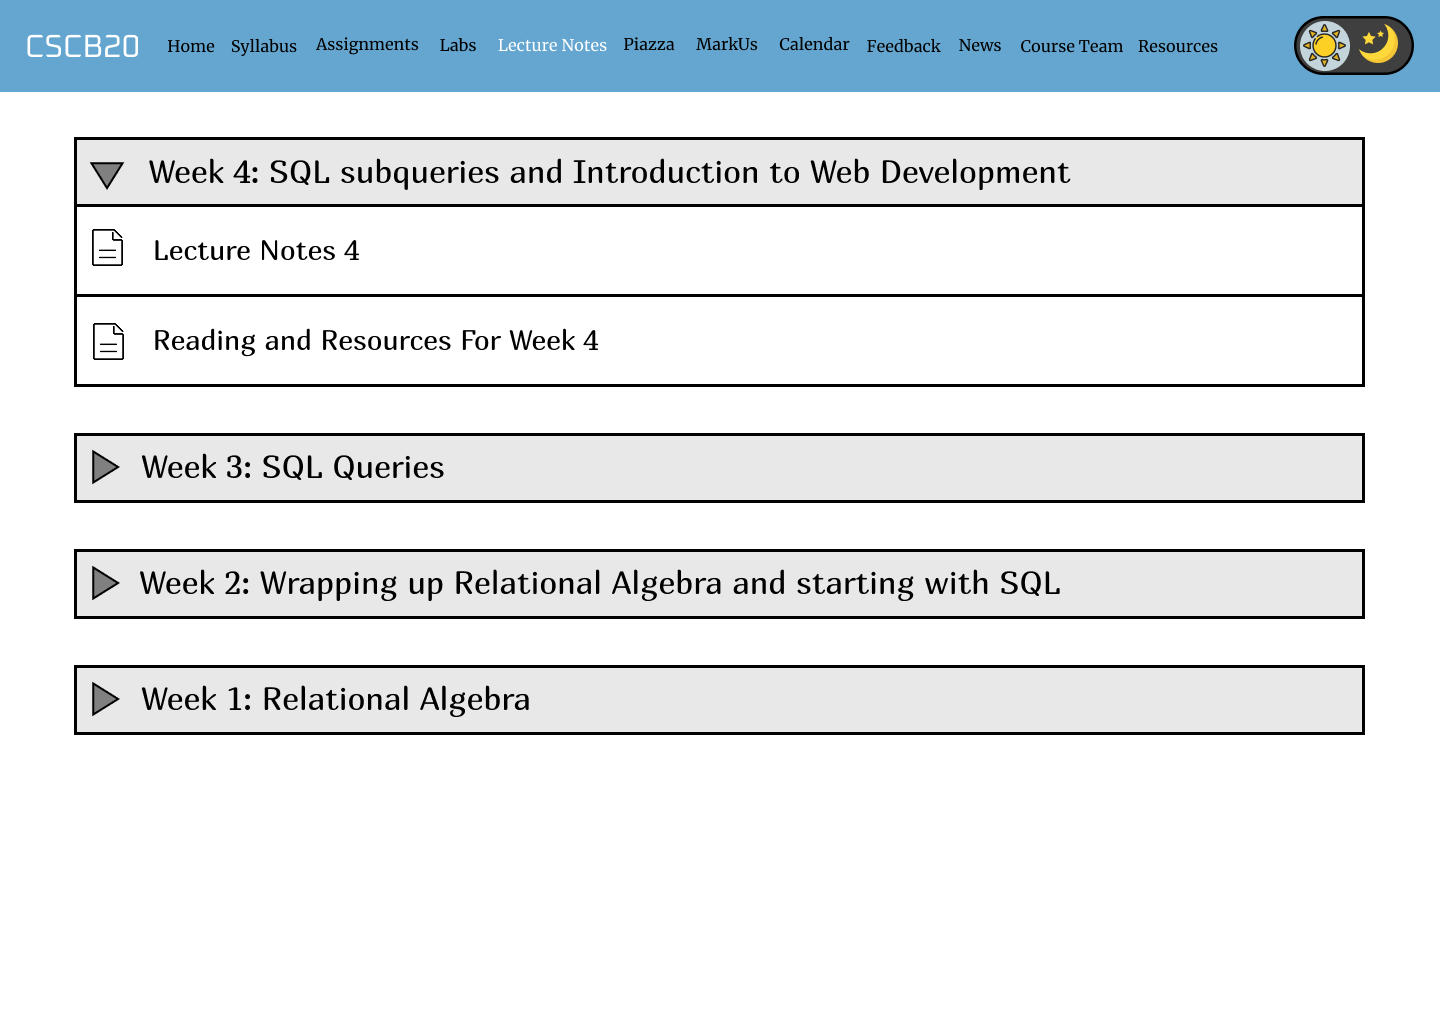 CSCB20 Home Syllabus Assignments Labs Lecture Notes Piazza MarkUs Calendar Feedback News Course Team Resources
Week 4: SQL subqueries and Introduction to Web Development
Lecture Notes 4
Reading and Resources For Week 4
Week 3: SQL Queries
Week 2: Wrapping up Relational Algebra and starting with SQL
Week 1: Relational Algebra